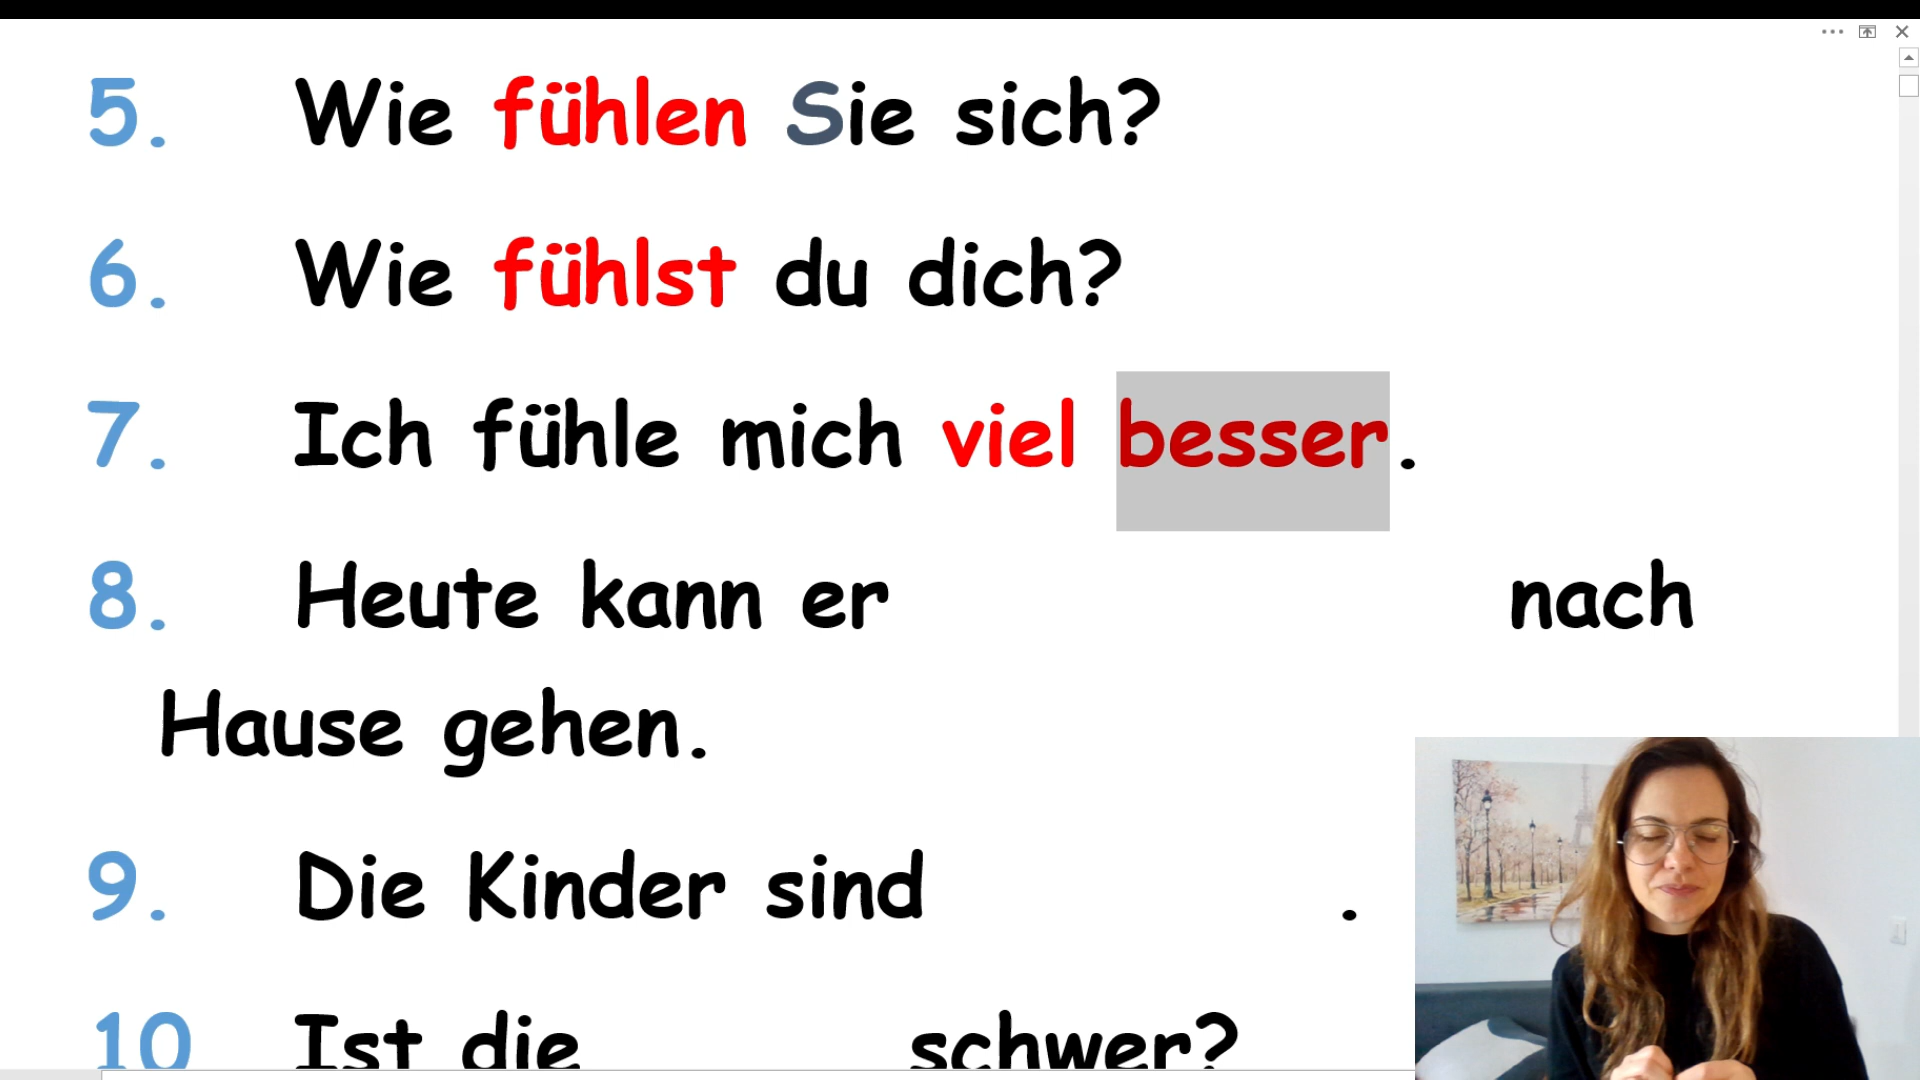 5. Wie fühlen Sie sich?
6. Wie fühlst du dich?
7. Ich fühle mich viel besser.
8. Heute kann er nach
Hause gehen.
9. Die Kinder sind .
10 Ist die schwer?